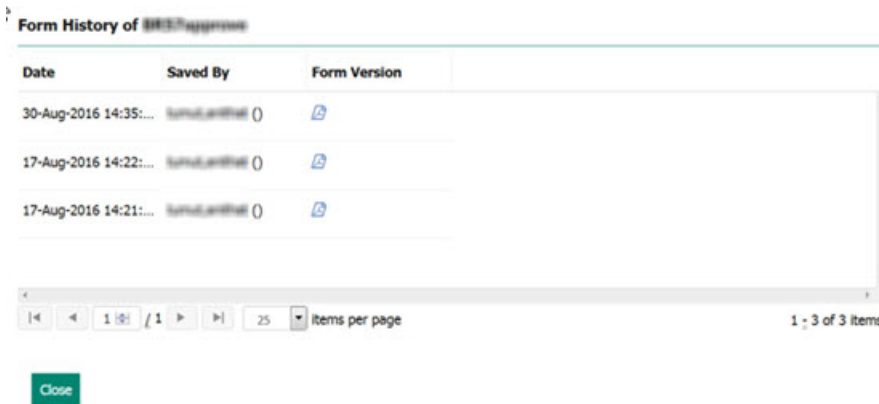 Form History of
Date Saved By Form Version
30-Aug-2016 14:35:... ()
17-Aug-2016 14:22:... ()
17-Aug-2016 14:21:... ()
1 / 1 25 items per page 1 - 3 of 3 items
Close